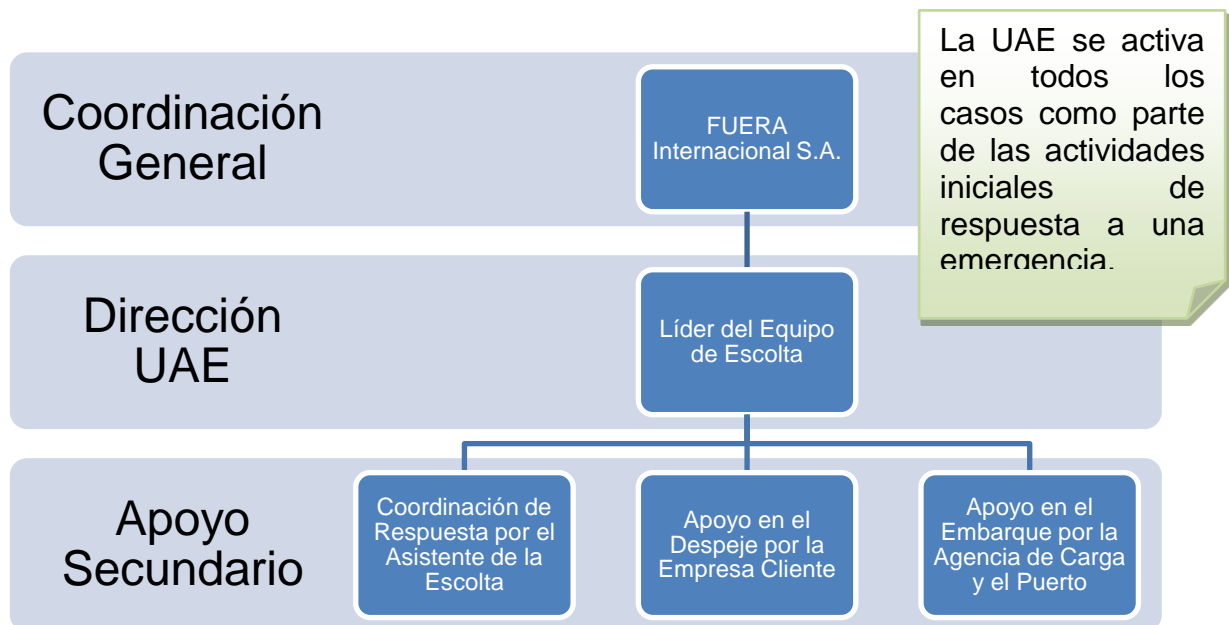 Coordinación
General
FUERA
Internacional S.A.
La UAE se activa
en todos los
casos como parte
de las actividades
iniciales de
respuesta a una
emergencia.
Dirección
UAE
Líder del Equipo
de Escolta
Apoyo
Secundario
Coordinación de
Respuesta por el
Asistente de la
Escolta
Apoyo en el
Despeje por la
Empresa Cliente
Apoyo en el
Embarque por la
Agencia de Carga
y el Puerto